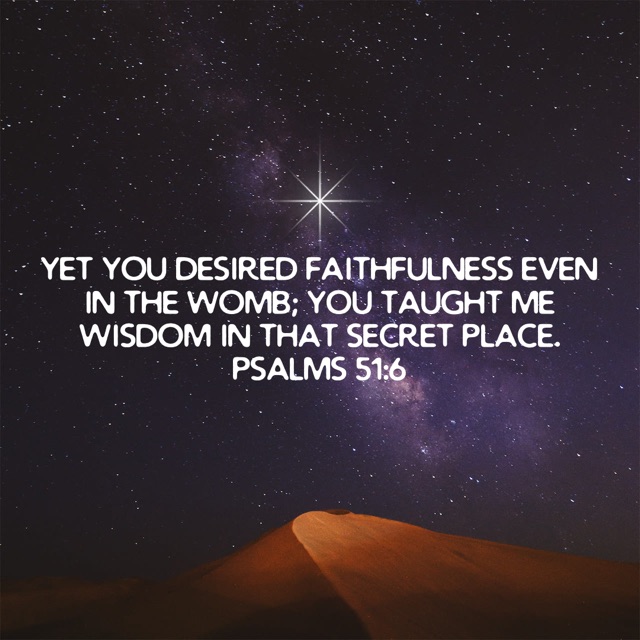 YET YOU DESIRED FAITHFULNESS EVEN
IN THE WOMB; YOU TAUGHT ME
WISDOM IN THAT SECRET PLACE.
PSALMS 51:6